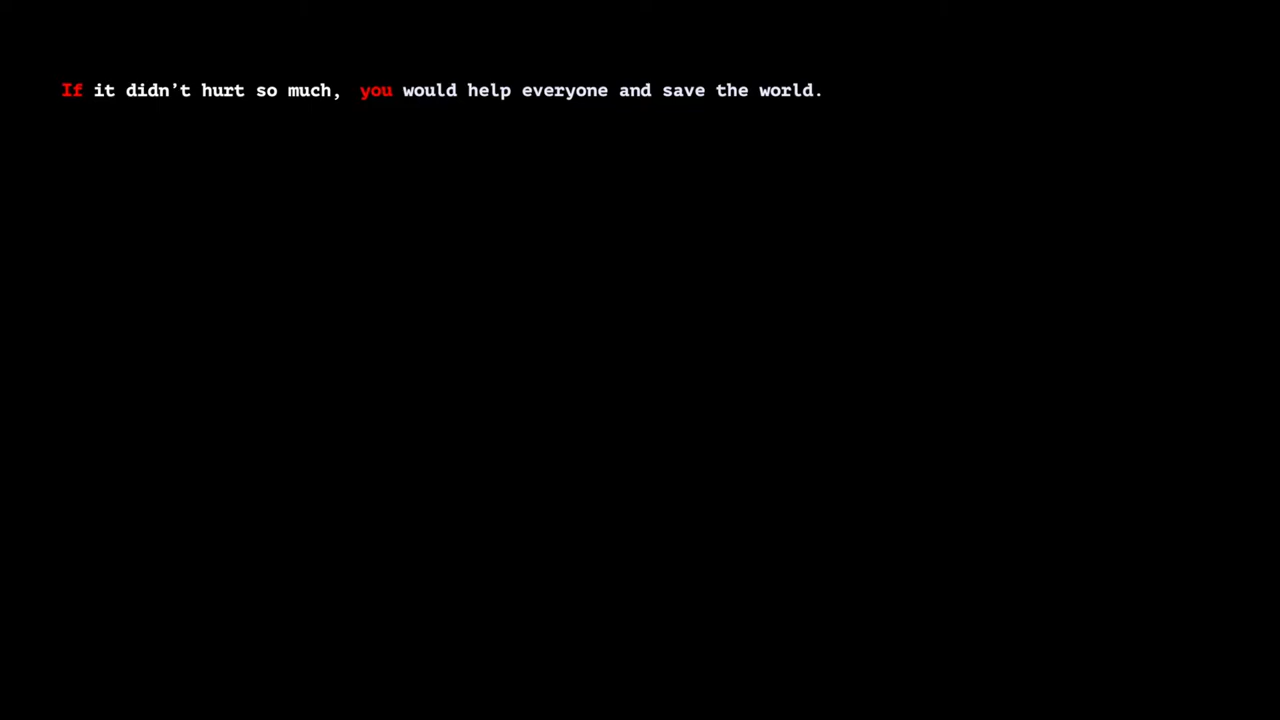 If it didn’t hurt so much, you would help everyone and save the world.